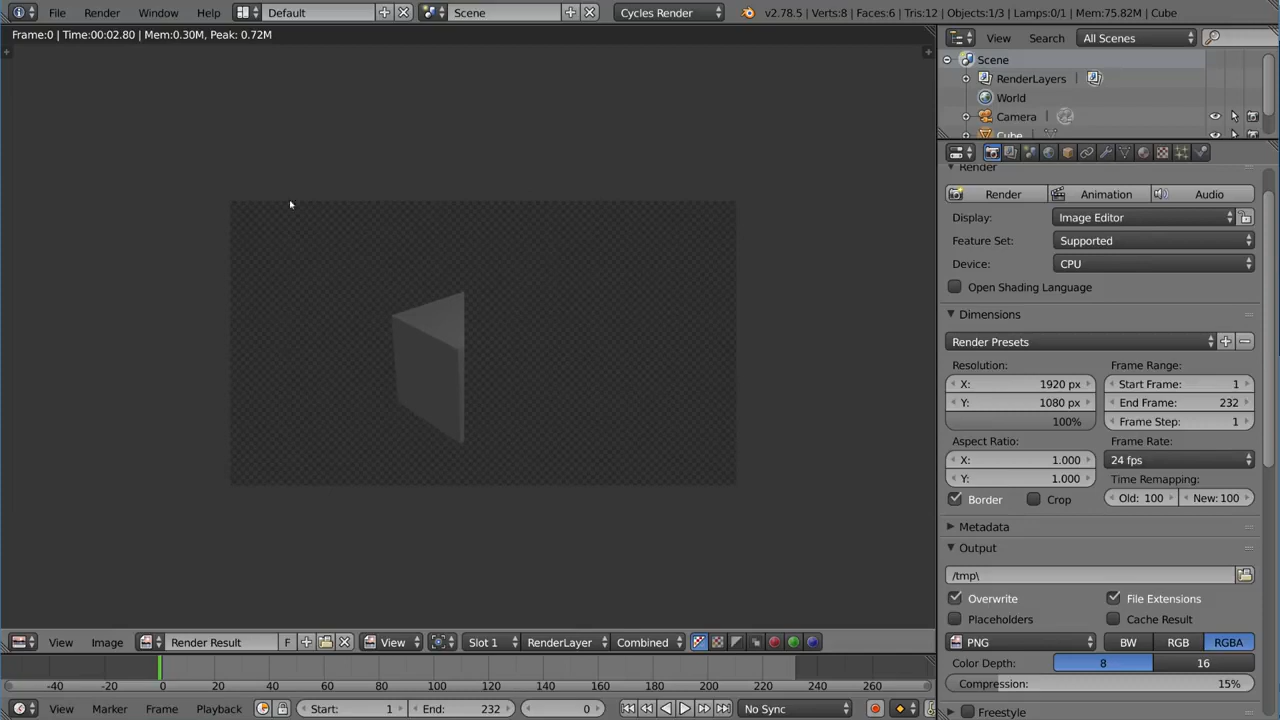 File Render Window Help Default Scene Cycles Render v2.78.5 | Verts:8 | Faces:6 | Tris:12 | Objects:1/3 | Lamps:0/1 | Mem:75.82M | Cube
Frame:0 | Time:00:02.80 | Mem:0.30M, Peak: 0.72M
View Search All Scenes
Scene
RenderLayers
World
Camera
Cube
Render
Render Animation Audio
Display: Image Editor
Feature Set: Supported
Device: CPU
Open Shading Language
Dimensions
Render Presets
Resolution: Frame Range:
X: 1920 px Start Frame: 1
Y: 1080 px End Frame: 232
100% Frame Step: 1
Aspect Ratio: Frame Rate:
X: 1.000 24 fps
Y: 1.000 Time Remapping:
Border Crop Old: 100 New: 100
Metadata
Output
/tmp\
Overwrite File Extensions
Placeholders Cache Result
PNG BW RGB RGBA
Color Depth: 8 16
Compression: 15%
Freestyle
View Image Render Result F View Slot 1 RenderLayer Combined
-40 -20 0 20 40 60 80 100 120 140 160 180 200 220 240 260
View Marker Frame Playback Start: 1 End: 232 0 No Sync